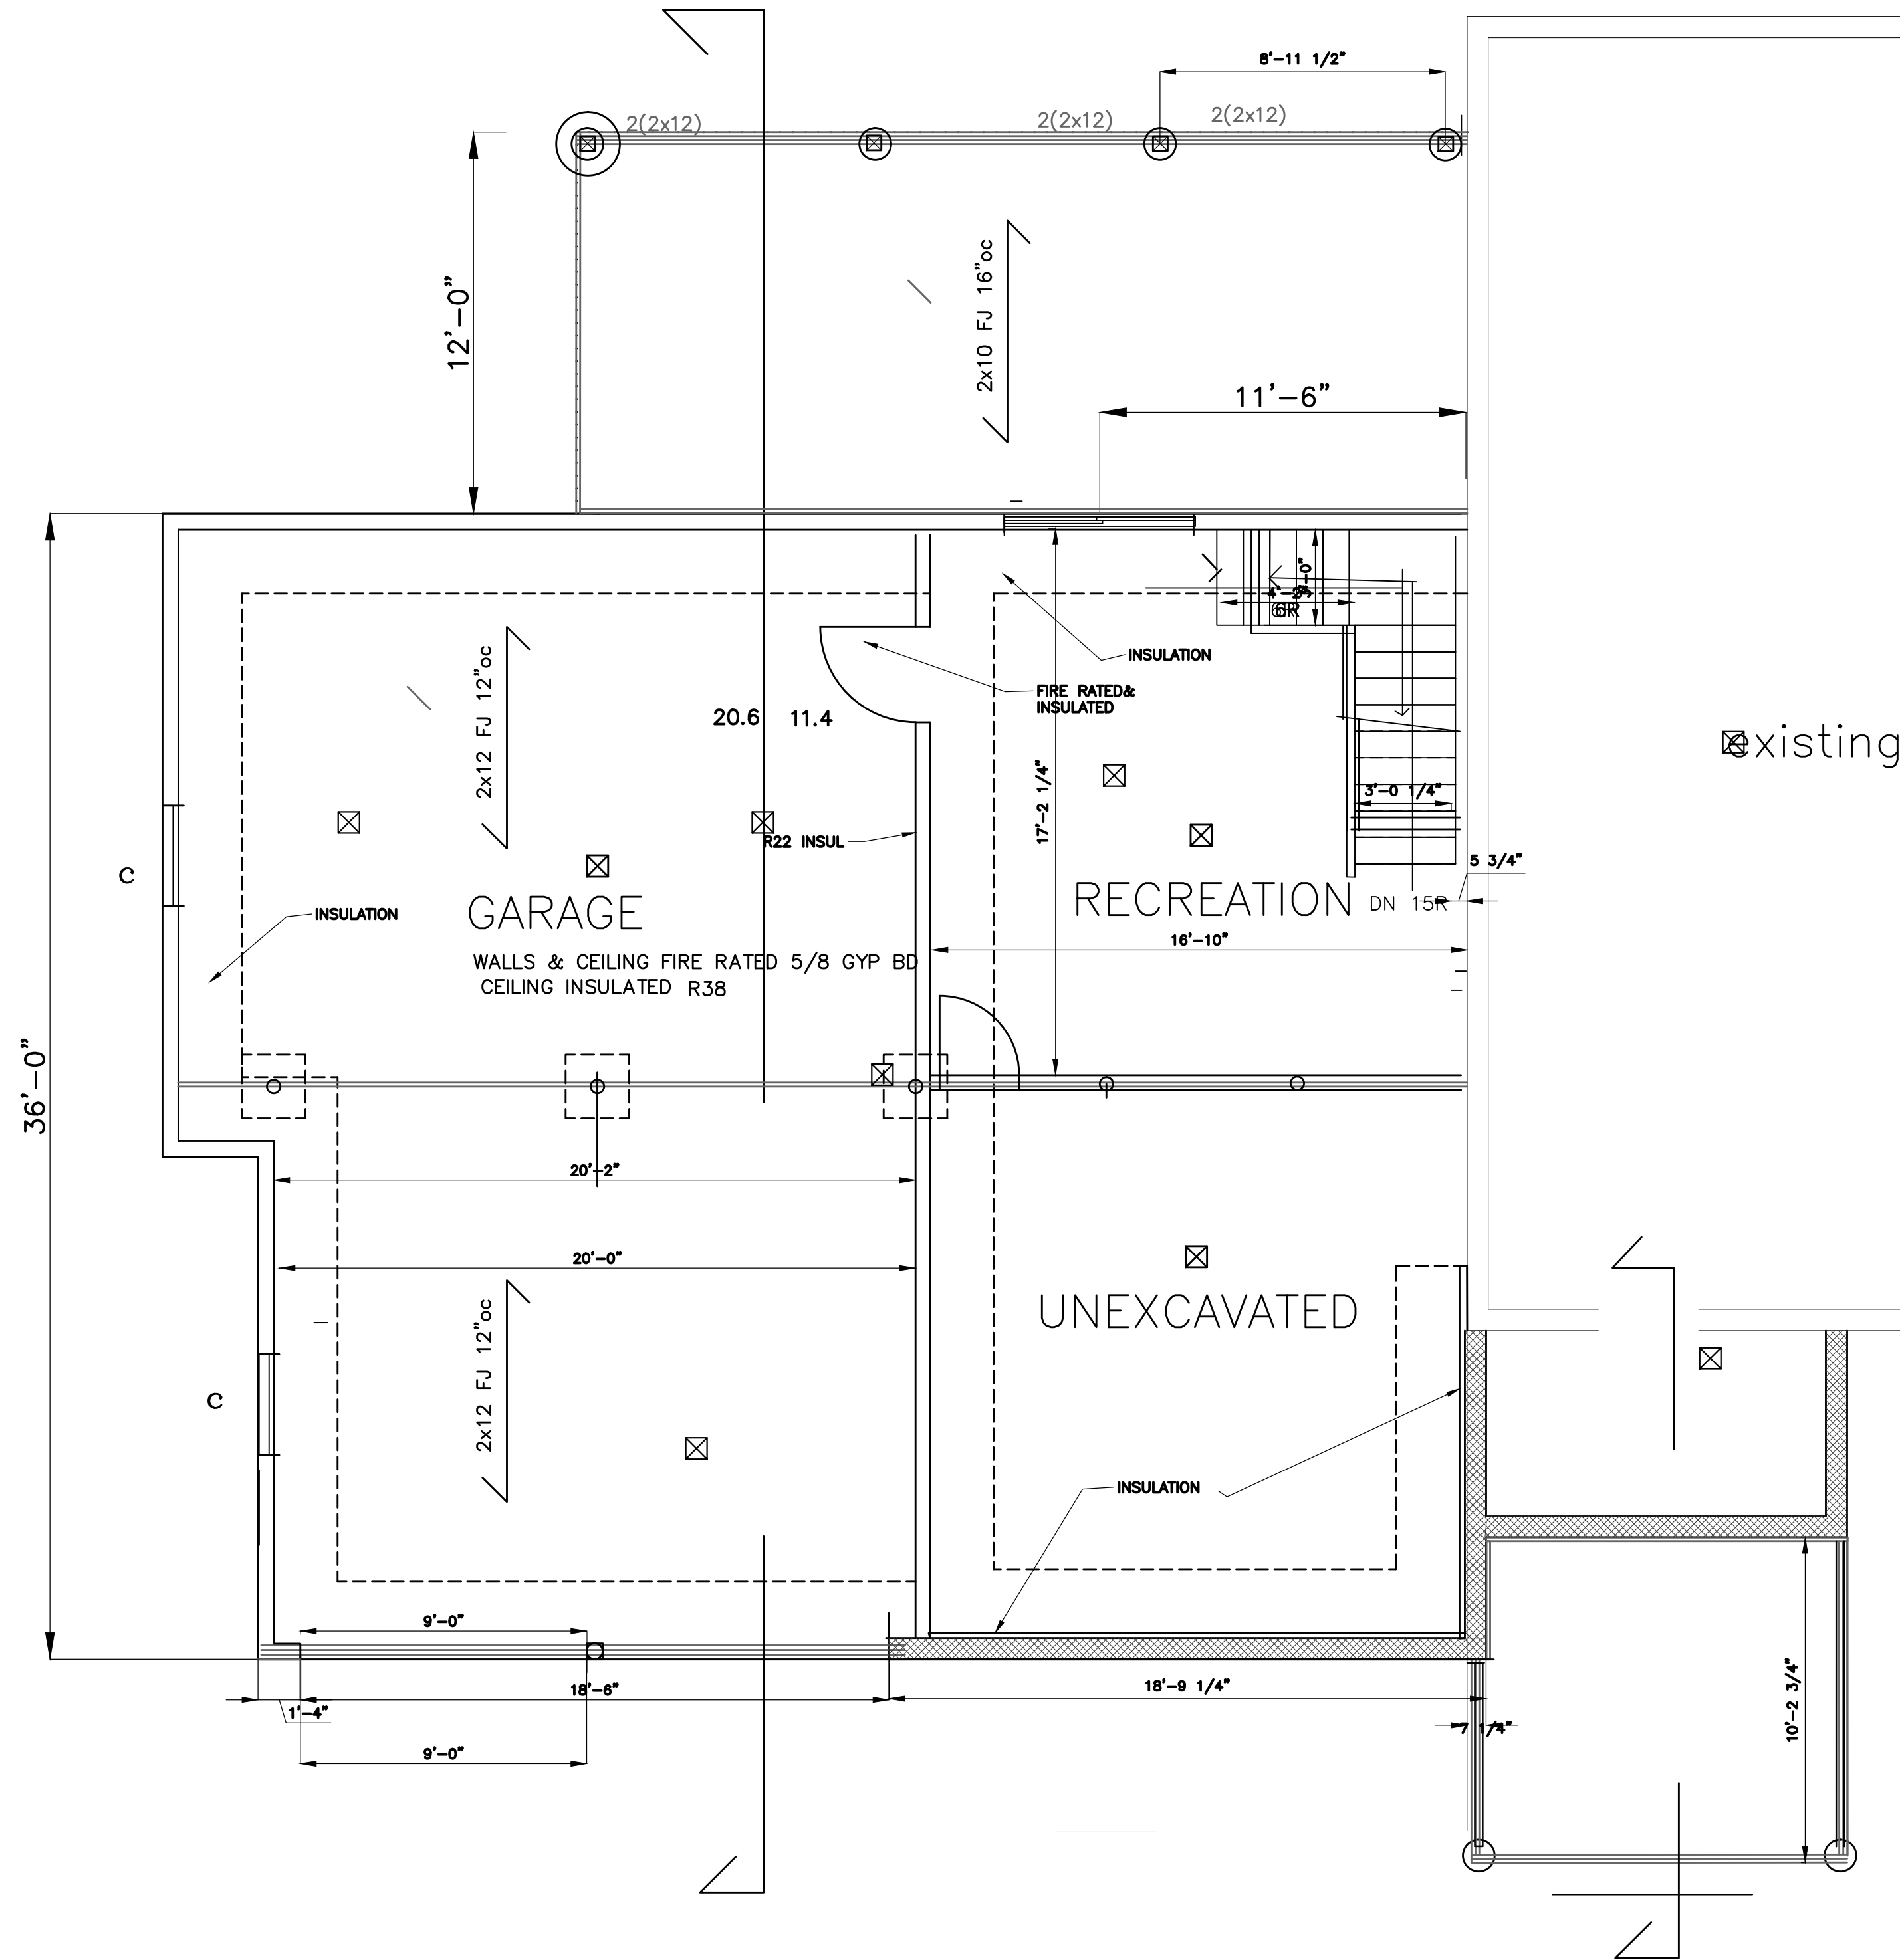 8'-11 1/2"
2(2x12)
2(2x12)
2(2x12)
12'-0"
2x10 FJ 16"oc
11'-6"
6R
INSULATION
FIRE RATED&
INSULATED
2x12 FJ 12"oc
20.6
11.4
17'-2 1/4"
existing
3'-0 1/4"
R22 INSUL
5 3/4"
c
INSULATION
GARAGE
RECREATION
DN 15R
16'-10"
WALLS & CEILING FIRE RATED 5/8 GYP BD
CEILING INSULATED R38
36'-0"
20'-2"
20'-0"
UNEXCAVATED
2x12 FJ 12"oc
c
INSULATION
9'-0"
18'-6"
18'-9 1/4"
1'-4"
7 1/4"
10'-2 3/4"
9'-0"